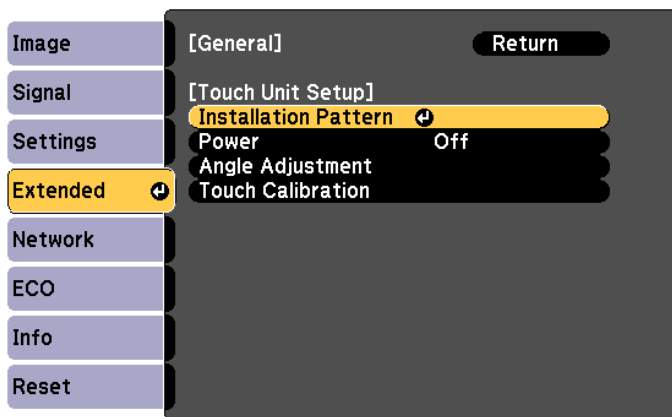 Image
Signal
Settings
Extended
Network
ECO
Info
Reset
[General] Return
[Touch Unit Setup]
Installation Pattern
Power Off
Angle Adjustment
Touch Calibration